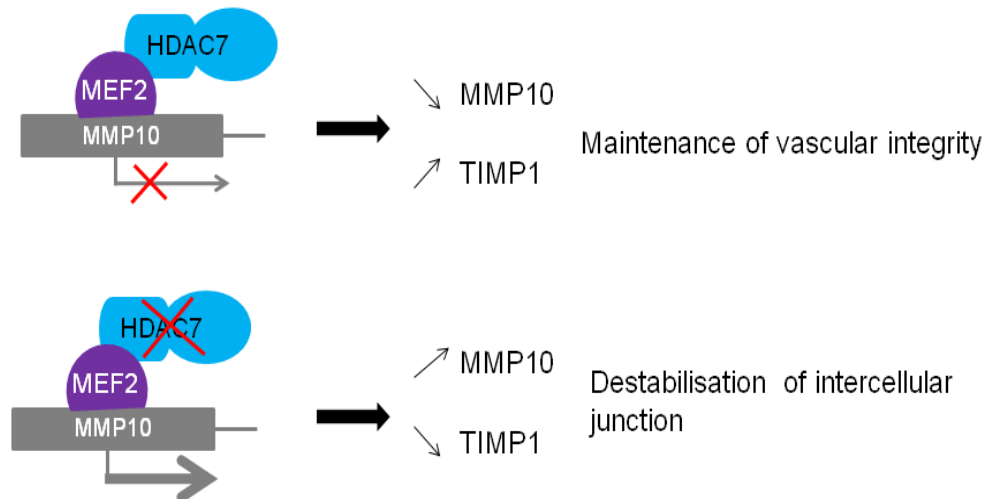 HDAC7
MEF2
MMP10
MMP10
TIMP1
Maintenance of vascular integrity
HDAC7
MEF2
MMP10
MMP10
TIMP1
Destabilisation of intercellular
junction